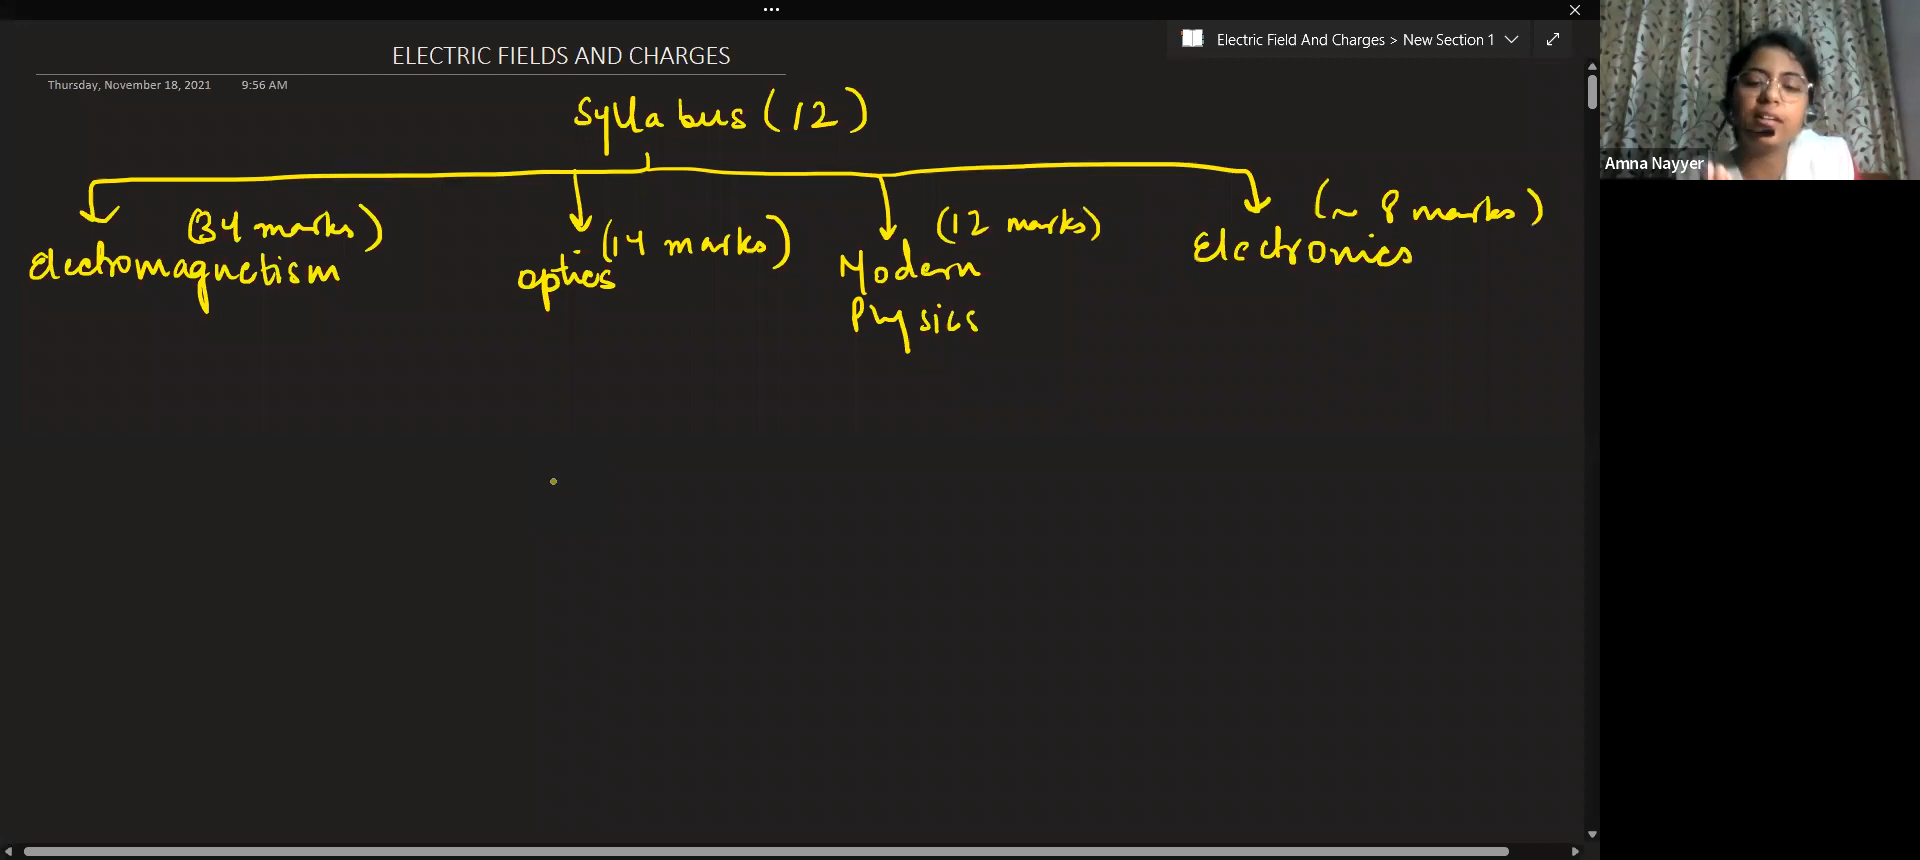 Electric Field And Charges > New Section 1
ELECTRIC FIELDS AND CHARGES
Thursday, November 18, 2021 9:56 AM
Syllabus (12)
(34 marks)
Electromagnetism
(14 marks)
optics
(12 marks)
Modern
Physics
(~ 8 marks)
Electronics
Amna Nayyer